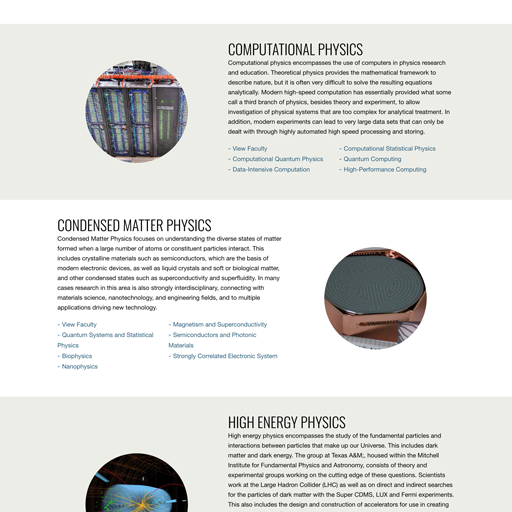 COMPUTATIONAL PHYSICS
Computational physics encompasses the use of computers in physics research
and education. Theoretical physics provides the mathematical framework to
describe nature, but it is often very difficult to solve the resulting equations
analytically. Modern high-speed computation has essentially provided what some
call a third branch of physics, besides theory and experiment, to allow
investigation of physical systems that are too complex for analytical treatment. In
addition, modern experiments can lead to very large data sets that can only be
dealt with through highly automated high speed processing and storing.
- View Faculty
- Computational Quantum Physics
- Data-Intensive Computation
- Computational Statistical Physics
- Quantum Computing
- High-Performance Computing
CONDENSED MATTER PHYSICS
Condensed Matter Physics focuses on understanding the diverse states of matter
formed when a large number of atoms or constituent particles interact. This
includes crystalline materials such as semiconductors, which are the basis of
modern electronic devices, as well as liquid crystals and soft or biological matter,
and other condensed states such as superconductivity and superfluidity. In many
cases research in this area is also strongly interdisciplinary, connecting with
materials science, nanotechnology, and engineering fields, and to multiple
applications driving new technology.
- View Faculty
- Quantum Systems and Statistical
Physics
- Biophysics
- Nanophysics
- Magnetism and Superconductivity
- Semiconductors and Photonic
Materials
- Strongly Correlated Electronic System
HIGH ENERGY PHYSICS
High energy physics encompasses the study of the fundamental particles and
interactions between particles that make up our Universe. This includes dark
matter and dark energy. The group at Texas A&M;, housed within the Mitchell
Institute for Fundamental Physics and Astronomy, consists of theory and
experimental groups working on the cutting edge of these questions. Scientists
work at the Large Hadron Collider (LHC) as well as on direct and indirect searches
for the particles of dark matter with the Super CDMS, LUX and Fermi experiments.
This also includes the design and construction of accelerators for use in creating